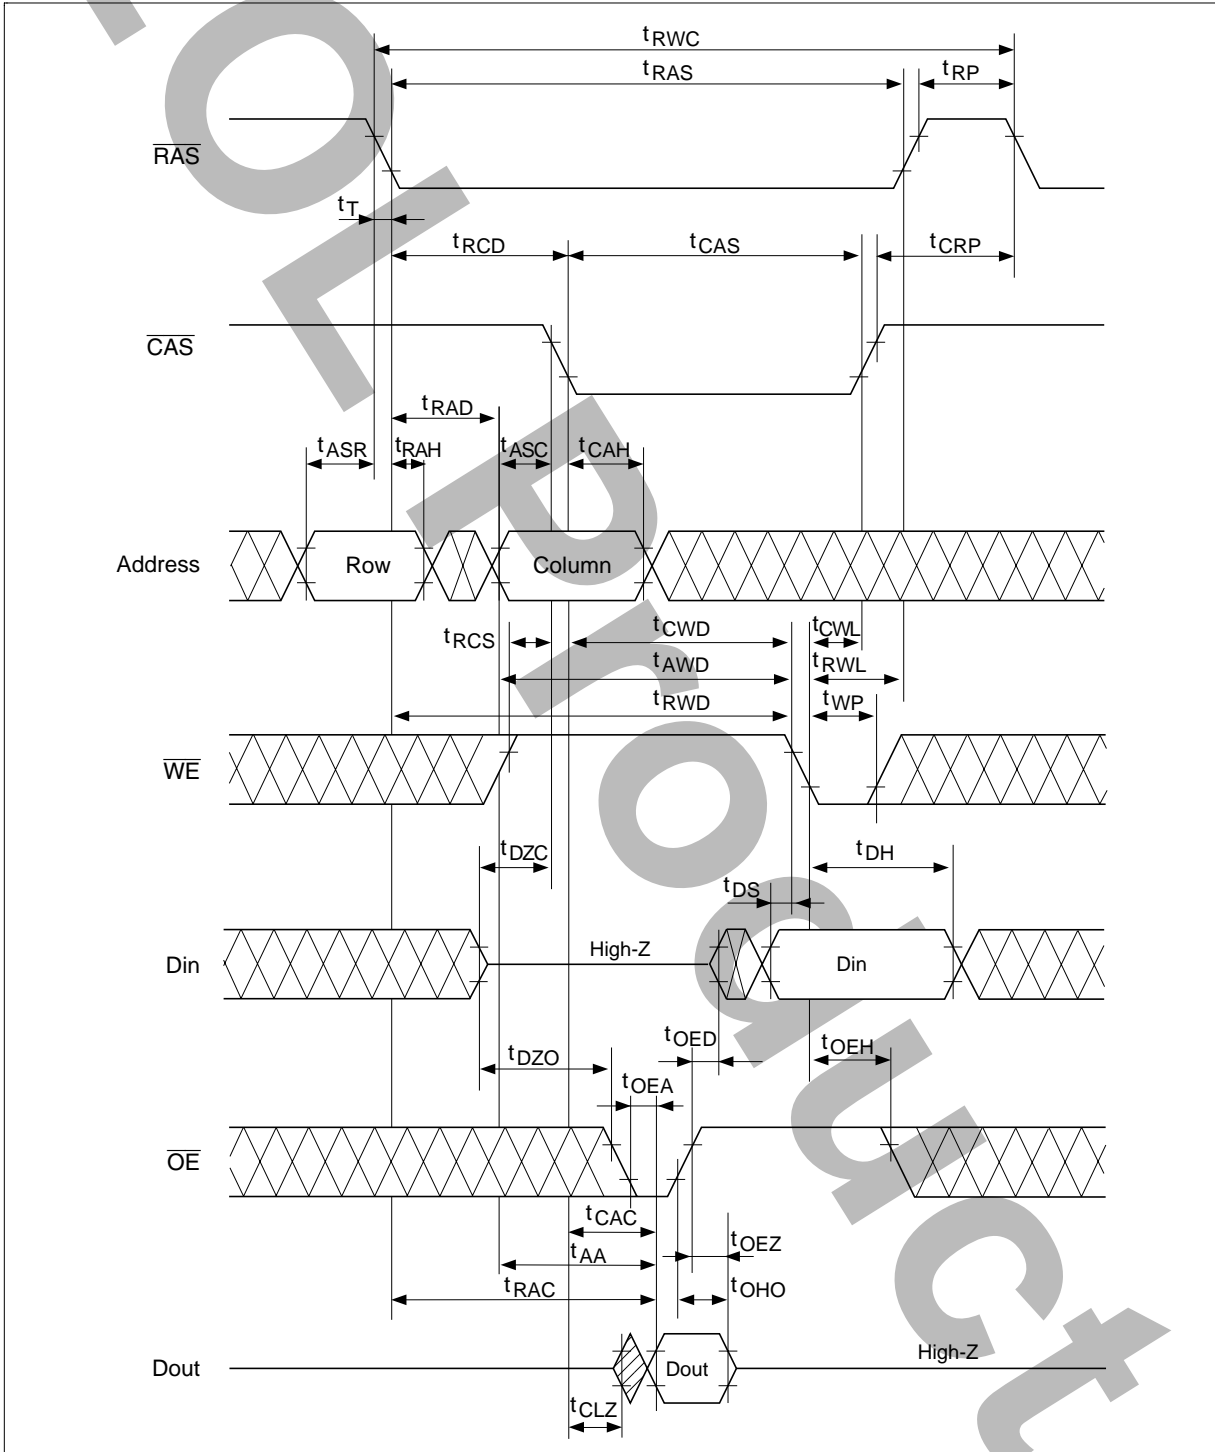 tRWC
tRAS
tRP
RAS
tT
tRCD
tCAS
tCRP
CAS
tRAD
tASR
tRAH
tASC
tCAH
Address
Row
Column
tRCS
tCWD
tCWL
tAWD
tRWL
tRWD
tWP
WE
tDZC
tDH
tDS
Din
High-Z
Din
tOED
tOEH
tDZO
tOEA
OE
tCAC
tOEZ
tAA
tRAC
tOHO
Dout
Dout
High-Z
tCLZ
OL Product